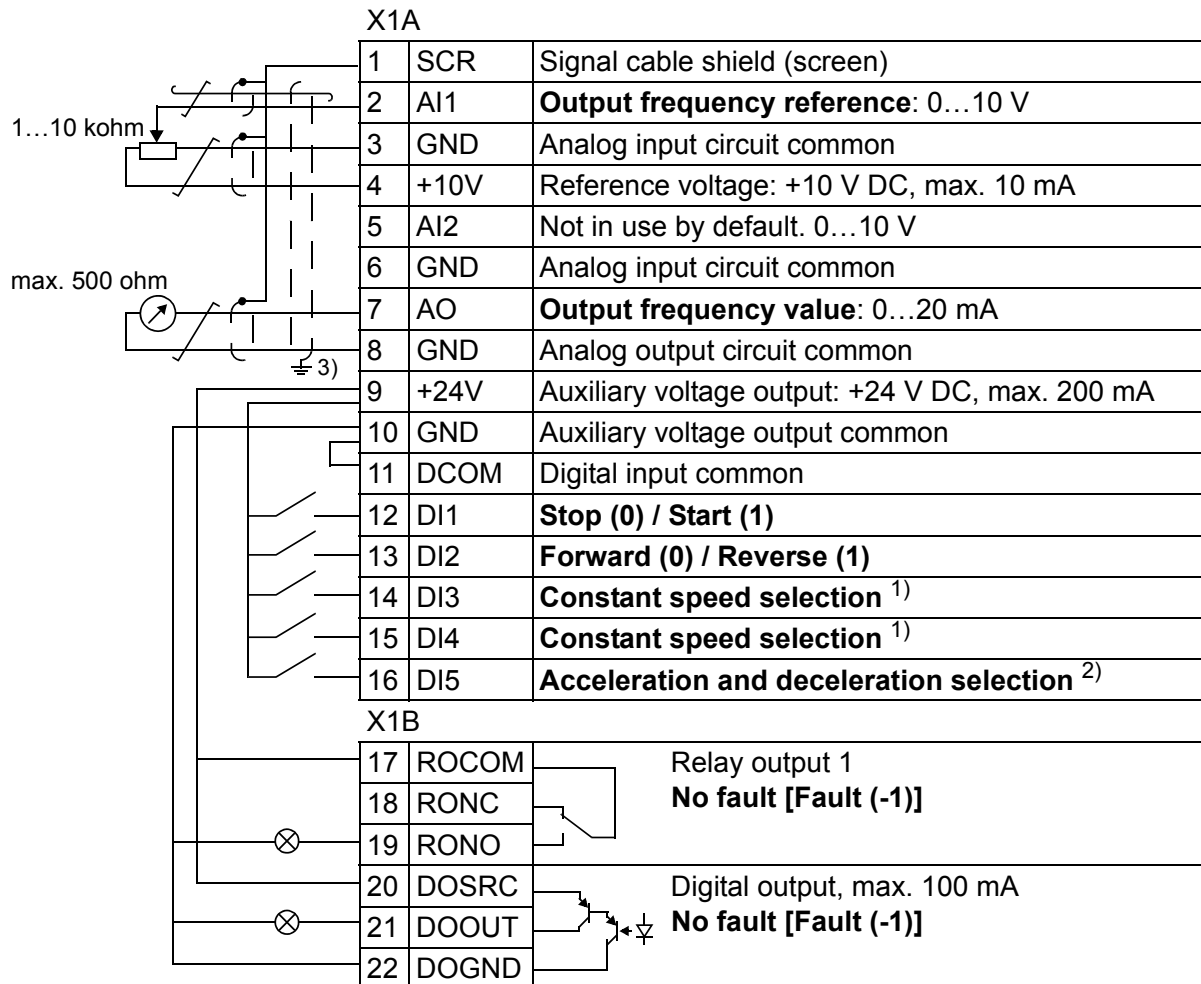 X1A
1 SCR Signal cable shield (screen)
2 AI1 Output frequency reference: 0…10 V
1…10 kohm
3 GND Analog input circuit common
4 +10V Reference voltage: +10 V DC, max. 10 mA
5 AI2 Not in use by default. 0…10 V
6 GND Analog input circuit common
max. 500 ohm
7 AO Output frequency value: 0…20 mA
8 GND Analog output circuit common
3)
9 +24V Auxiliary voltage output: +24 V DC, max. 200 mA
10 GND Auxiliary voltage output common
11 DCOM Digital input common
12 DI1 Stop (0) / Start (1)
13 DI2 Forward (0) / Reverse (1)
14 DI3 Constant speed selection 1)
15 DI4 Constant speed selection 1)
16 DI5 Acceleration and deceleration selection 2)
X1B
17 ROCOM Relay output 1
18 RONC No fault [Fault (-1)]
19 RONO
20 DOSRC Digital output, max. 100 mA
21 DOOUT No fault [Fault (-1)]
22 DOGND